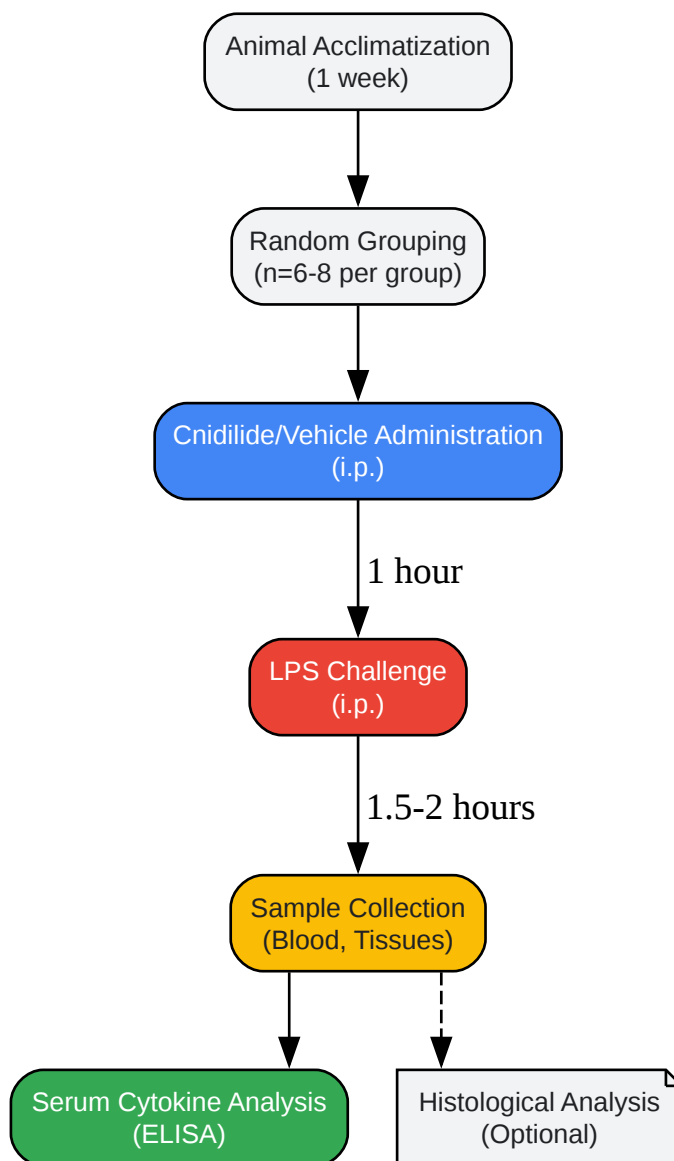 Animal Acclimatization
(1 week)
Random Grouping
(n=6-8 per group)
Cnidilide/Vehicle Administration
(i.p.)
1 hour
LPS Challenge
(i.p.)
1.5-2 hours
Sample Collection
(Blood, Tissues)
Serum Cytokine Analysis
(ELISA)
Histological Analysis
(Optional)